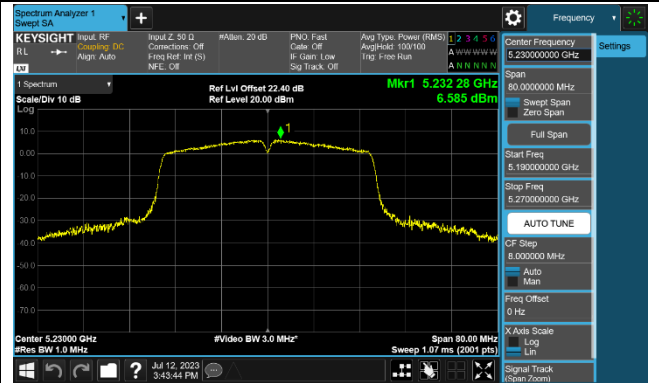 Spectrum Analyzer 1
Swept SA
+
Frequency
KEYSIGHT
RL
LXI
Input: RF
Coupling: DC
Align: Auto
Input Z: 50 Ω
Corrections: Off
Freq Ref: Int (S)
NFE: Off
#Atten: 20 dB
PNO: Fast
Gate: Off
IF Gain: Low
Sig Track: Off
Avg Type: Power (RMS)
Avg|Hold: 100/100
Trig: Free Run
1 2 3 4 5 6
A W W W W W
A N N N N N
Center Frequency
5.230000000 GHz
Settings
Span
80.0000000 MHz
Swept Span
Zero Span
Full Span
Start Freq
5.190000000 GHz
Stop Freq
5.270000000 GHz
AUTO TUNE
CF Step
8.000000 MHz
Auto
Man
Freq Offset
0 Hz
X Axis Scale
Log
Lin
Signal Track
(Span Zoom)
1 Spectrum
Scale/Div 10 dB
Log
Ref Lvl Offset 22.40 dB
Ref Level 20.00 dBm
Mkr1 5.232 28 GHz
6.585 dBm
1
10.0
0.00
-10.0
-20.0
-30.0
-40.0
-50.0
-60.0
-70.0
Center 5.23000 GHz
#Res BW 1.0 MHz
#Video BW 3.0 MHz*
Span 80.00 MHz
Sweep 1.07 ms (2001 pts)
?
Jul 12, 2023
3:43:44 PM